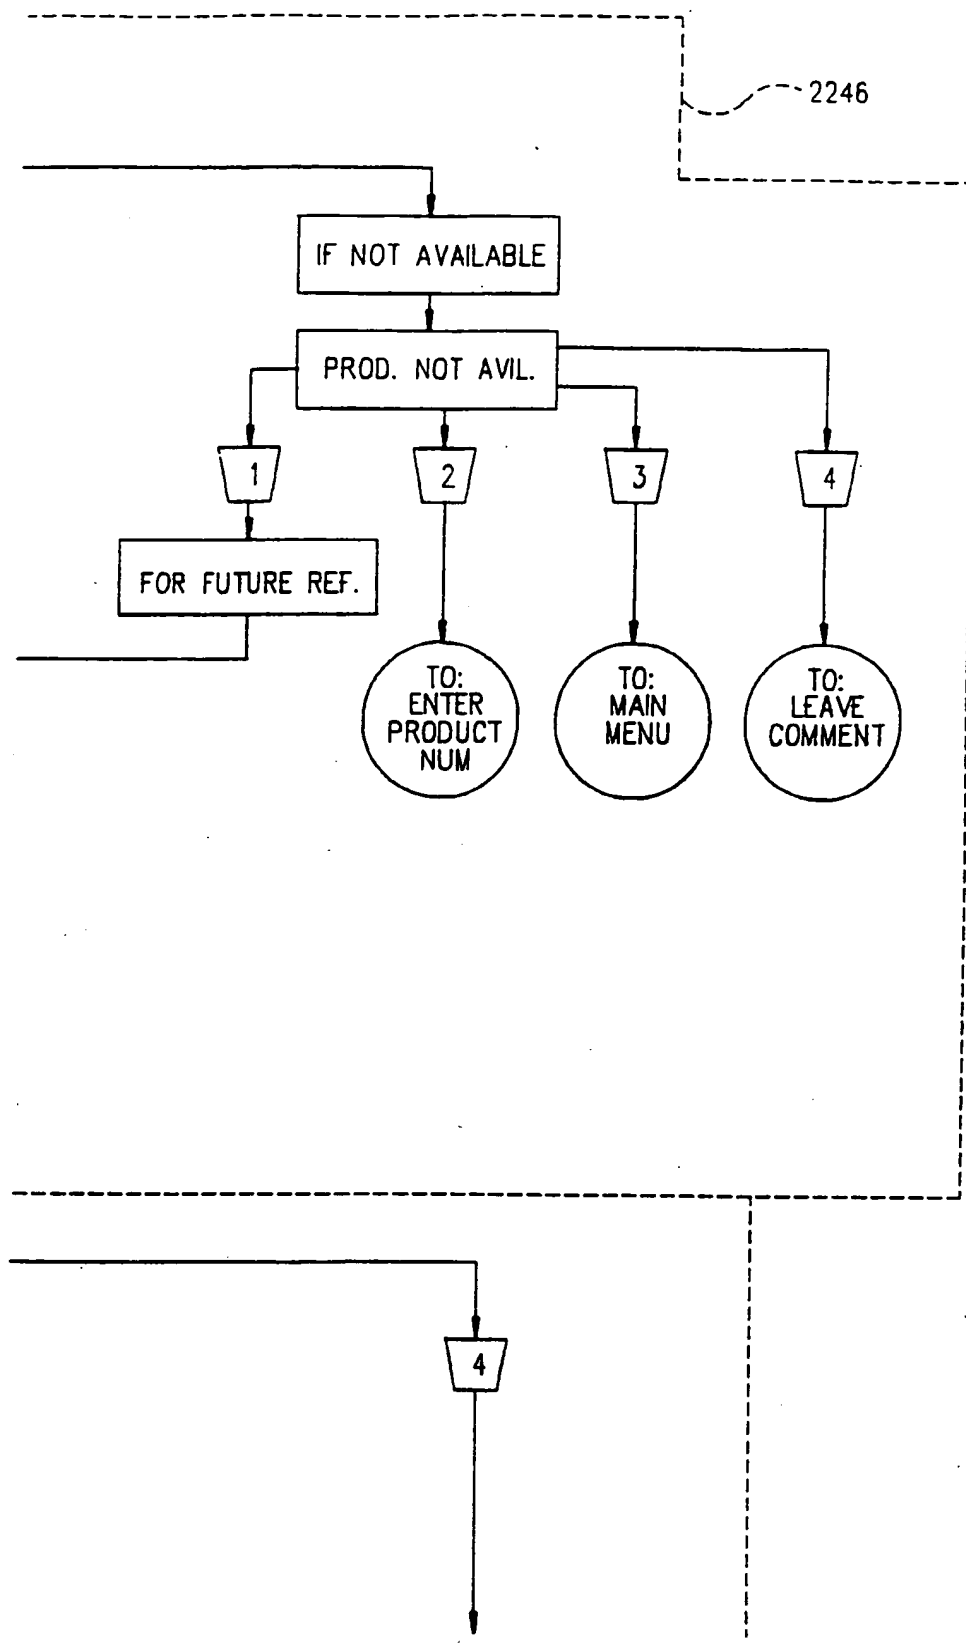 2246
IF NOT AVAILABLE
PROD. NOT AVIL.
1
2
3
4
FOR FUTURE REF.
TO:
ENTER
PRODUCT
NUM
TO:
MAIN
MENU
TO:
LEAVE
COMMENT
4